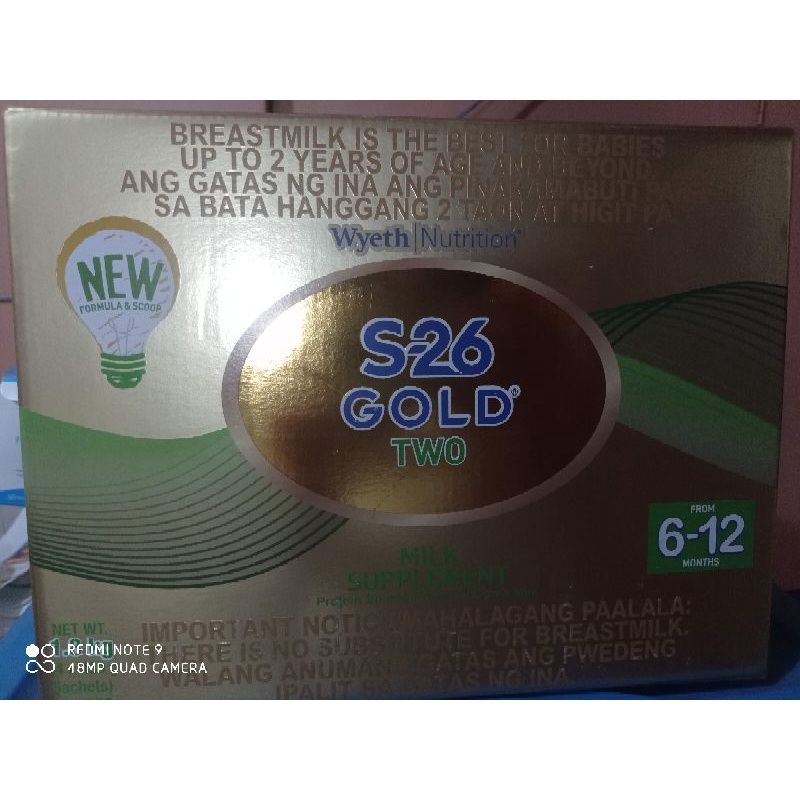 BREASTMILK IS THE BEST FOR BABIES
UP TO 2 YEARS OF AGE AND BEYOND.
ANG GATAS NG INA ANG PINAKAMABUTI
SA BATA HANGGANG 2 TAON AT HIGIT PA
Wyeth | Nutrition
NEW
FORMULA & SCOOP
S-26
GOLD®
TWO
FROM
6-12
MONTHS
MILK
SUPPLEMENT
NET WT.
IMPORTANT NOTICE/MAHALAGANG PAALALA:
THERE IS NO SUBSTITUTE FOR BREASTMILK.
WALANG ANUMANG GATAS ANG PWEDENG
IPALIT SA GATAS NG INA.
Sachets)
REDMI NOTE 9
48MP QUAD CAMERA